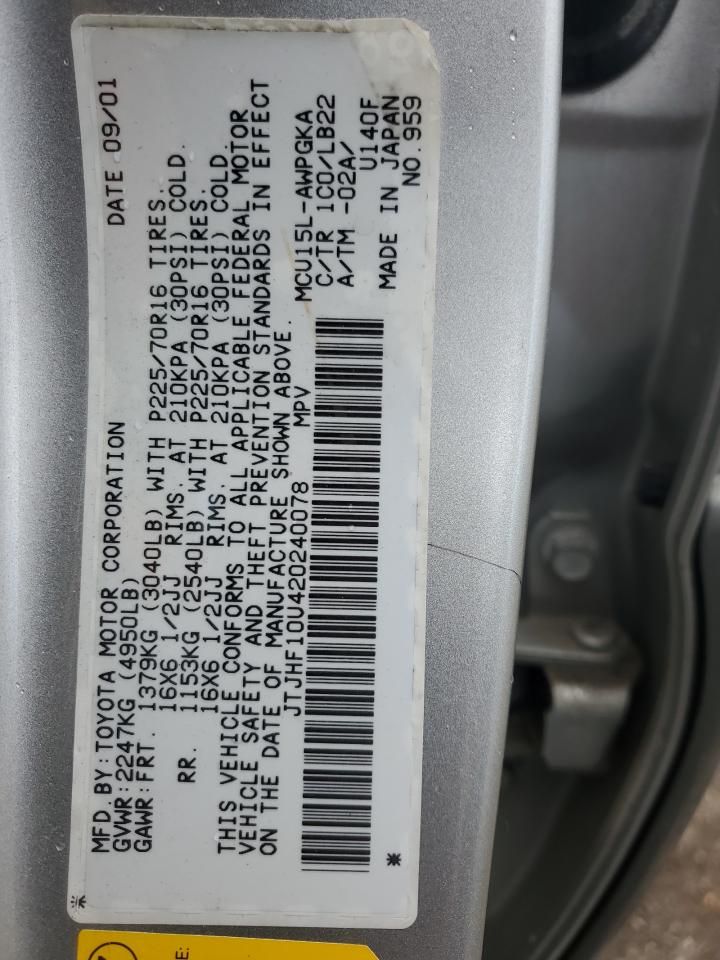 MFD. BY: TOYOTA MOTOR CORPORATION DATE 09/01
GVWR: 2247KG (4950LB)
GAWR: FRT. 1379KG (3040LB) WITH P225/70R16 TIRES.
16X6 1/2JJ RIMS. AT 210KPA (30PSI) COLD.
RR. 1153KG (2540LB) WITH P225/70R16 TIRES.
16X6 1/2JJ RIMS. AT 210KPA (30PSI) COLD.
THIS VEHICLE CONFORMS TO ALL APPLICABLE FEDERAL MOTOR
VEHICLE SAFETY AND THEFT PREVENTION STANDARDS IN EFFECT
ON THE DATE OF MANUFACTURE SHOWN ABOVE.
JTJHF10U420240078 MPV MCU15L-AWPGKA
C/TR 1C0/LB22
A/TM -02A/
U140F
MADE IN JAPAN
NO. 959
E: